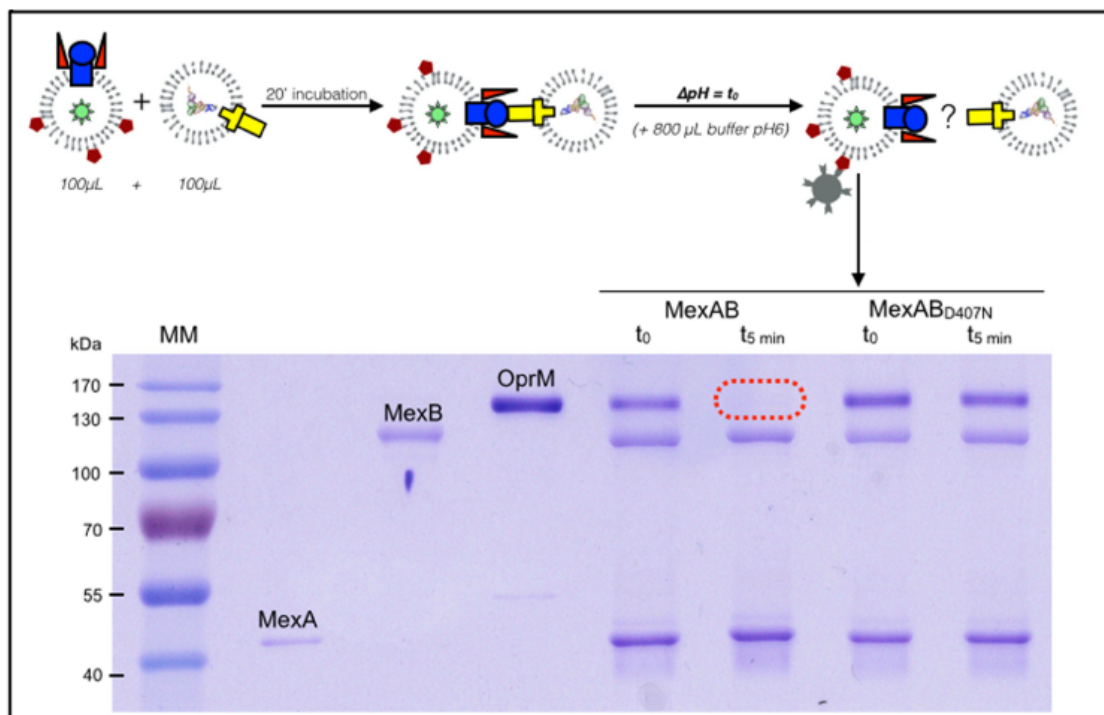 +
20' incubation
ΔpH = t₀
(+ 800 µL buffer pH6)
?
100µL + 100µL
MexAB
MexAB_D407N
kDa
MM
t₀
t₅ min
t₀
t₅ min
170
OprM
130
MexB
100
70
55
MexA
40